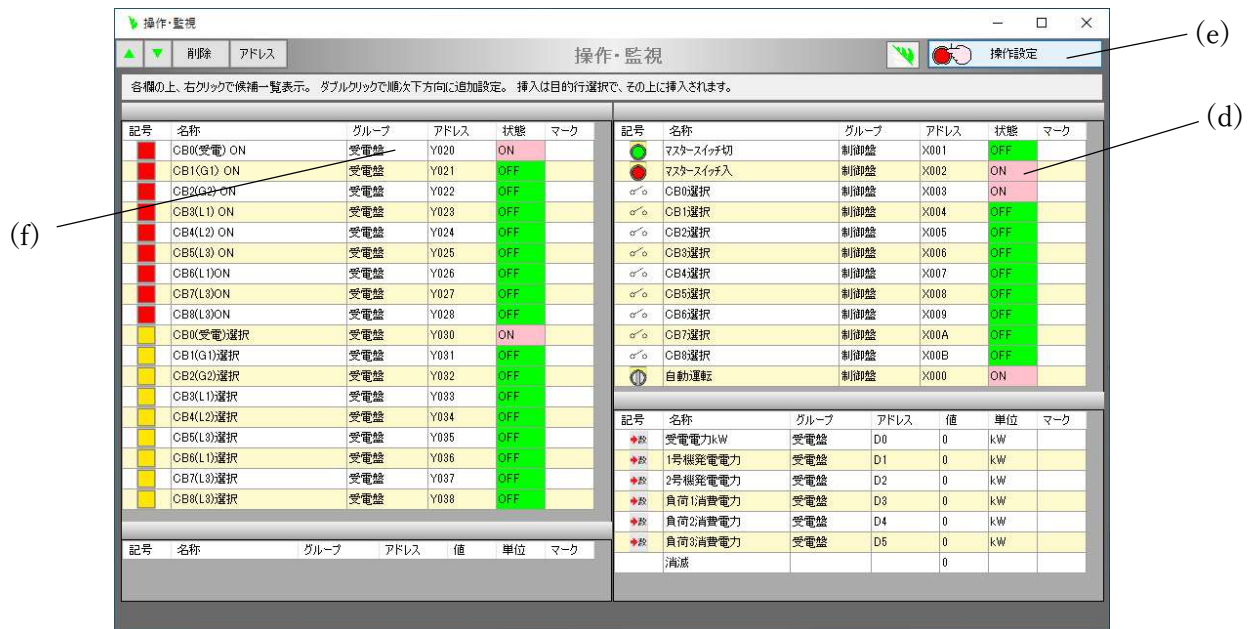 操作・監視
削除 アドレス 操作・監視 操作設定
(e)
各欄の上、右クリックで候補一覧表示。 ダブルクリックで順次下方向に追加設定。 挿入は目的行選択で、その上に挿入されます。
記号 名称 グループ アドレス 状態 マーク
CB0(受電) ON 受電盤 Y020 ON
CB1(G1) ON 受電盤 Y021 OFF
CB2(G2) ON 受電盤 Y022 OFF
CB3(L1) ON 受電盤 Y023 OFF
CB4(L2) ON 受電盤 Y024 OFF
CB5(L3) ON 受電盤 Y025 OFF
CB6(L1)ON 受電盤 Y026 OFF
CB7(L3)ON 受電盤 Y027 OFF
CB8(L3)ON 受電盤 Y028 OFF
CB0(受電)選択 受電盤 Y030 ON
CB1(G1)選択 受電盤 Y031 OFF
CB2(G2)選択 受電盤 Y032 OFF
CB3(L1)選択 受電盤 Y033 OFF
CB4(L2)選択 受電盤 Y034 OFF
CB5(L3)選択 受電盤 Y035 OFF
CB6(L1)選択 受電盤 Y036 OFF
CB7(L3)選択 受電盤 Y037 OFF
CB8(L3)選択 受電盤 Y038 OFF
(f)
記号 名称 グループ アドレス 値 単位 マーク
記号 名称 グループ アドレス 状態 マーク
マスタースイッチ切 制御盤 X001 OFF
マスタースイッチ入 制御盤 X002 ON
CB0選択 制御盤 X003 ON
CB1選択 制御盤 X004 OFF
CB2選択 制御盤 X005 OFF
CB3選択 制御盤 X006 OFF
CB4選択 制御盤 X007 OFF
CB5選択 制御盤 X008 OFF
CB6選択 制御盤 X009 OFF
CB7選択 制御盤 X00A OFF
CB8選択 制御盤 X00B OFF
自動運転 制御盤 X000 ON
(d)
記号 名称 グループ アドレス 値 単位 マーク
受電電力kW 受電盤 D0 0 kW
1号機発電電力 受電盤 D1 0 kW
2号機発電電力 受電盤 D2 0 kW
負荷1消費電力 受電盤 D3 0 kW
負荷2消費電力 受電盤 D4 0 kW
負荷3消費電力 受電盤 D5 0 kW
消滅 0